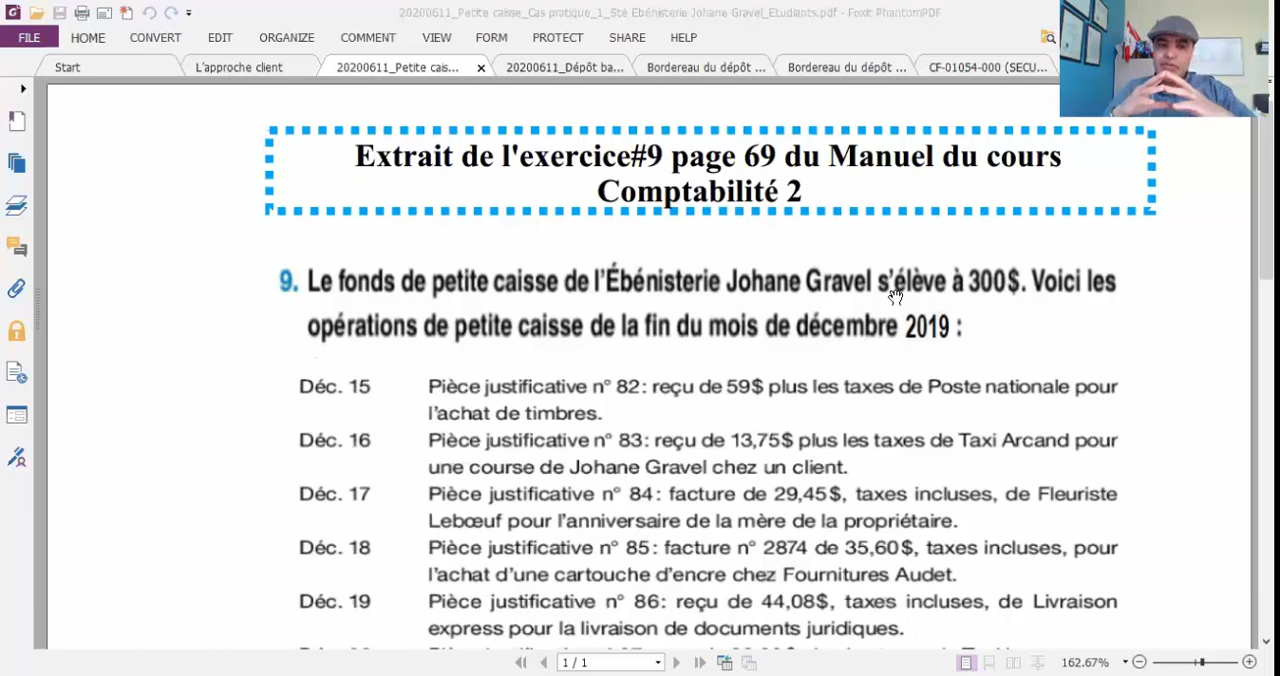 20200611_Petite caisse_Cas pratique_1_Sté Ebénisterie Johane Gravel_Etudiants.pdf - Foxit PhantomPDF
FILE HOME CONVERT EDIT ORGANIZE COMMENT VIEW FORM PROTECT SHARE HELP
Start L'approche client 20200611_Petite cais... × 20200611_Dépôt ba... Bordereau du dépôt ... Bordereau du dépôt ... CF-01054-000 (SECU...
Extrait de l'exercice#9 page 69 du Manuel du cours
Comptabilité 2
9. Le fonds de petite caisse de l'Ébénisterie Johane Gravel s'élève à 300$. Voici les
opérations de petite caisse de la fin du mois de décembre 2019 :
Déc. 15 Pièce justificative n° 82: reçu de 59$ plus les taxes de Poste nationale pour
l'achat de timbres.
Déc. 16 Pièce justificative n° 83: reçu de 13,75$ plus les taxes de Taxi Arcand pour
une course de Johane Gravel chez un client.
Déc. 17 Pièce justificative n° 84: facture de 29,45$, taxes incluses, de Fleuriste
Lebœuf pour l'anniversaire de la mère de la propriétaire.
Déc. 18 Pièce justificative n° 85: facture n° 2874 de 35,60$, taxes incluses, pour
l'achat d'une cartouche d'encre chez Fournitures Audet.
Déc. 19 Pièce justificative n° 86: reçu de 44,08$, taxes incluses, de Livraison
express pour la livraison de documents juridiques.
1 / 1 162.67%